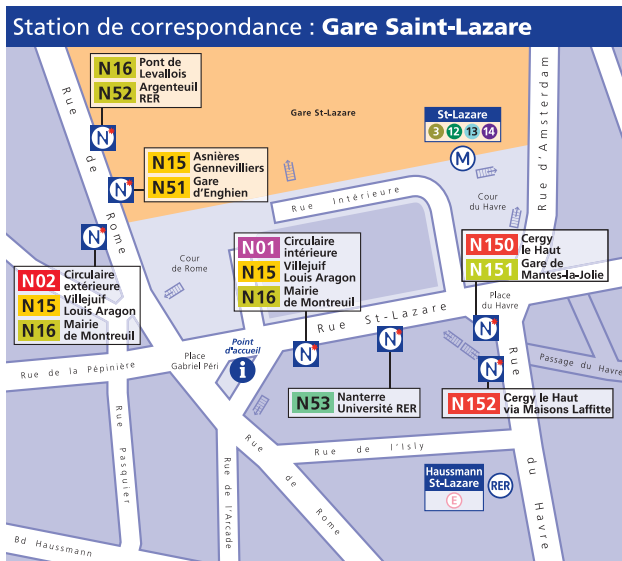 Station de correspondance : Gare Saint-Lazare
N16 Pont de
Levallois
N52 Argenteuil
RER
Rue de Rome
Gare St-Lazare
St-Lazare
3 12 13 14
M
Rue d'Amsterdam
N
N15 Asnières
Gennevilliers
N51 Gare
d'Enghien
N
Rue Intérieure
Cour
du Havre
N
N02 Circulaire
extérieure
N15 Villejuif
Louis Aragon
N16 Mairie
de Montreuil
Cour
de Rome
N01 Circulaire
intérieure
N15 Villejuif
Louis Aragon
N16 Mairie
de Montreuil
N150 Cergy
le Haut
N151 Gare de
Mantes-la-Jolie
Place
du Havre
Rue St-Lazare
N
N
N
Point
d'accueil
i
Place
Gabriel Péri
Rue de la Pépinière
Passage du Havre
N
N53 Nanterre
Université RER
N152 Cergy le Haut
via Maisons Laffitte
Rue Pasquier
Rue de l'Arcade
Rue de Rome
Rue de l'Isly
Rue du Havre
Haussmann
St-Lazare
E
RER
Bd Haussmann